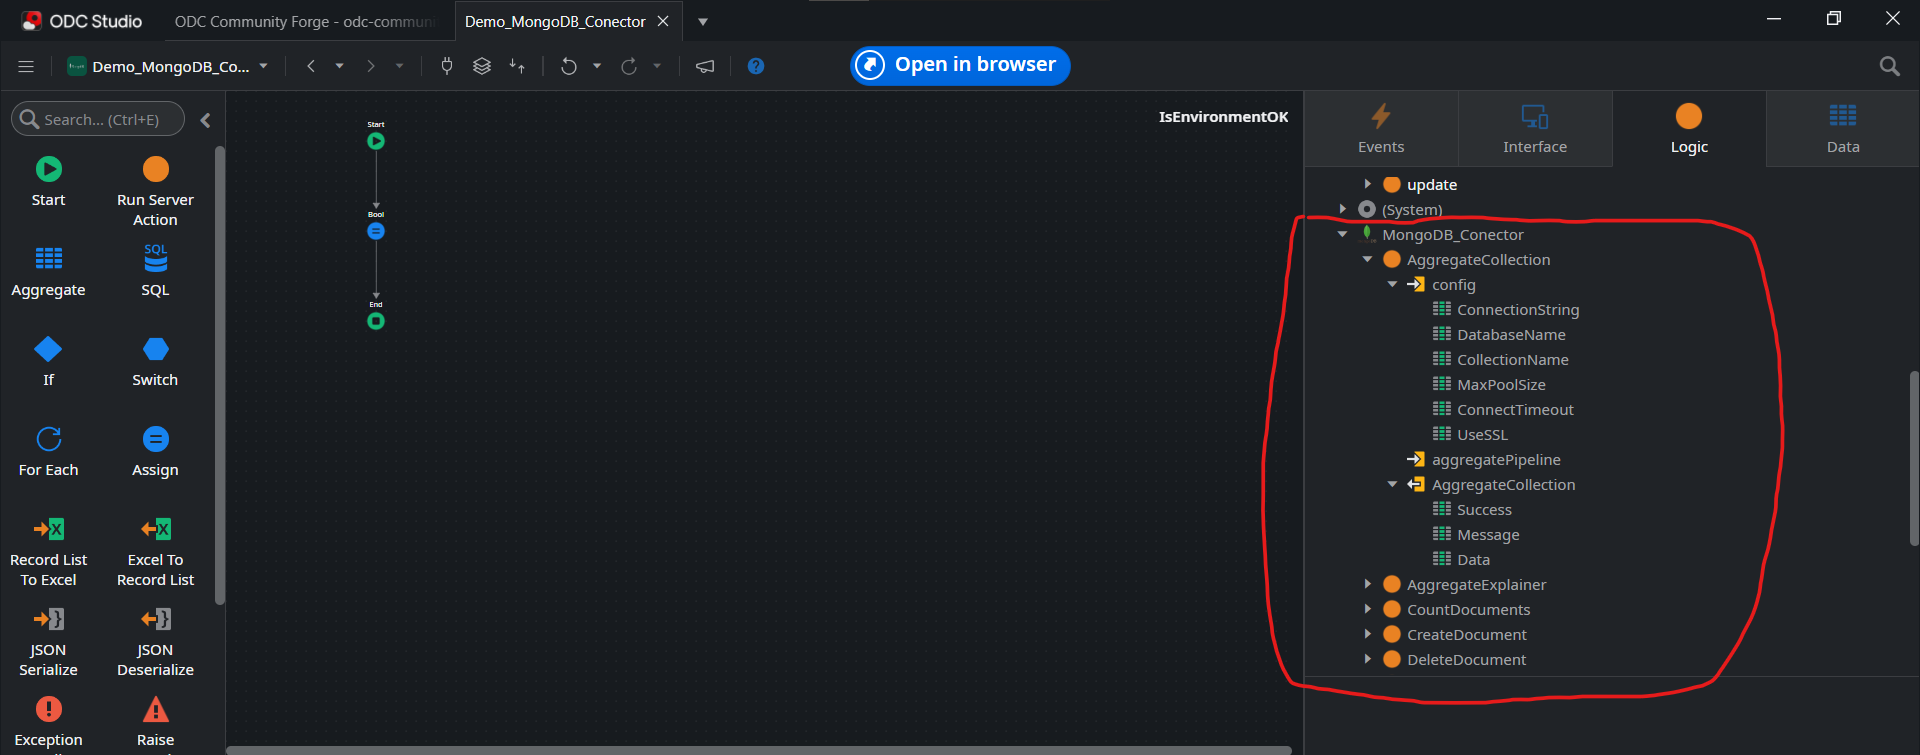 ODC Studio
ODC Community Forge - odc-commun
Demo_MongoDB_Conector
Demo_MongoDB_Co...
Open in browser
Search... (Ctrl+E)
Start
Run Server
Action
Aggregate
SQL
SQL
If
Switch
For Each
Assign
Record List
To Excel
Excel To
Record List
JSON
Serialize
JSON
Deserialize
Exception
Raise
Start
Bool
End
IsEnvironmentOK
Events
Interface
Logic
Data
update
(System)
MongoDB_Conector
AggregateCollection
config
ConnectionString
DatabaseName
CollectionName
MaxPoolSize
ConnectTimeout
UseSSL
aggregatePipeline
AggregateCollection
Success
Message
Data
AggregateExplainer
CountDocuments
CreateDocument
DeleteDocument